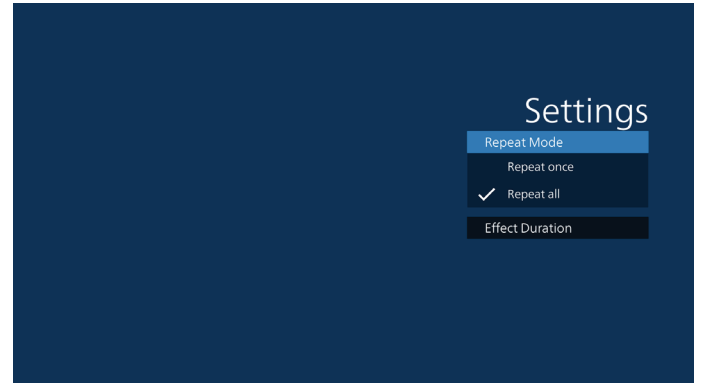 Settings
Repeat Mode
Repeat once
Repeat all
Effect Duration